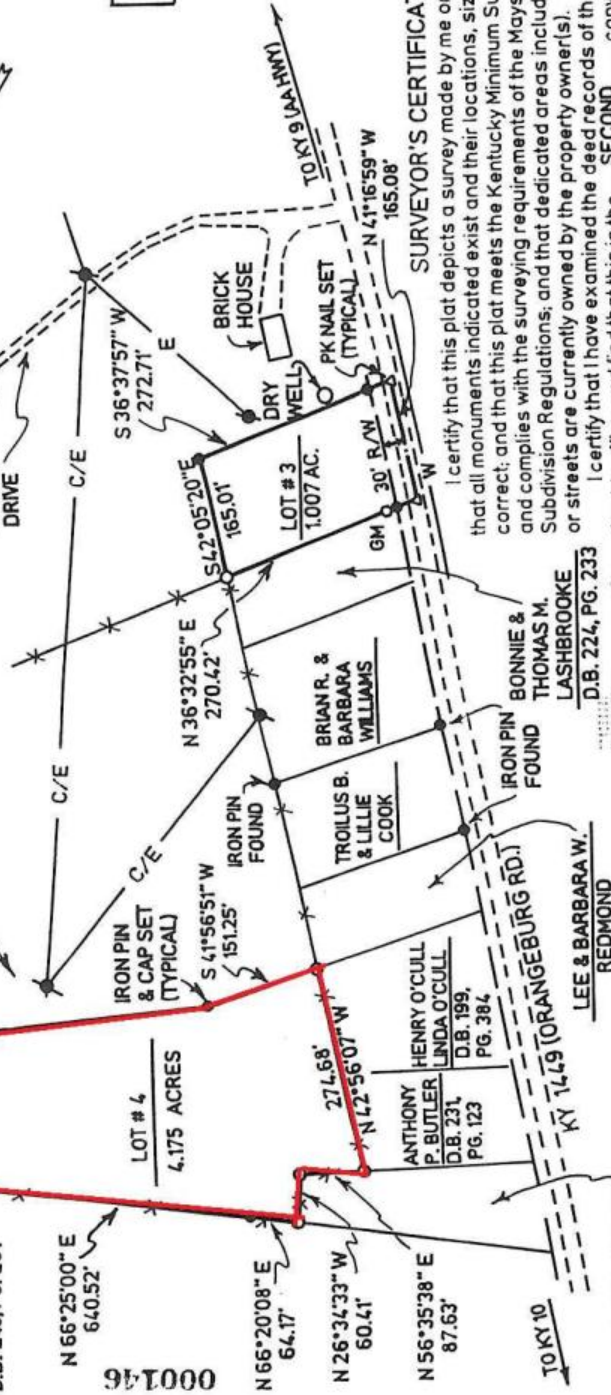 DRIVE
C/E
C/E
C/E
E
S 36°37'57" W
272.71'
TO KY 9 (AA HWY)
BRICK
HOUSE
DRY
WELL
PK NAIL SET
(TYPICAL)
N 41°16'59" W
165.08'
S 42°05'20" E
165.01'
LOT # 3
1.007 AC.
30' R/W
GM
W
N 36°32'55" E
270.42'
BRIAN R. &
BARBARA
WILLIAMS
IRON PIN
FOUND
TROILUS B.
& LILLIE
COOK
IRON PIN
FOUND
BONNIE &
THOMAS M.
LASHBROOKE
D.B. 224, PG. 233
IRON PIN
& CAP SET
(TYPICAL)
S 41°56'51" W
151.25'
LOT # 4
4.175 ACRES
274.68'
N 42°56'07" W
HENRY O'CULL
LINDA O'CULL
D.B. 199,
PG. 384
ANTHONY
P. BUTLER
D.B. 231,
PG. 123
KY 1449 (ORANGEBURG RD.)
LEE & BARBARA W.
REDMOND
N 66°25'00" E
640.52'
N 66°20'08" E
64.17'
N 26°34'33" W
60.41'
N 56°35'38" E
87.63'
TO KY 10
000146
SURVEYOR'S CERTIFICA
I certify that this plat depicts a survey made by me or
that all monuments indicated exist and their locations, siz
correct; and that this plat meets the Kentucky Minimum Su
and complies with the surveying requirements of the Mays
Subdivision Regulations; and that dedicated areas includ
or streets are currently owned by the property owner(s).
I certify that I have examined the deed records of th
SECOND